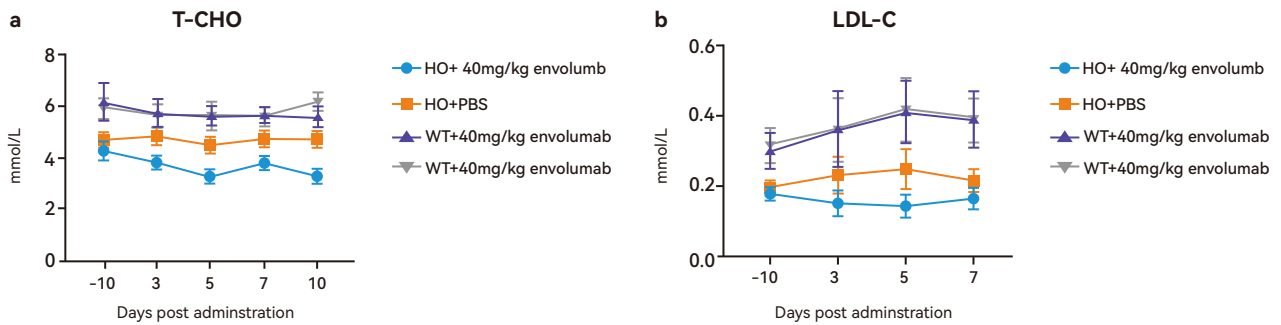 a
T-CHO
8
6
4
2
0
mmol/L
-10 3 5 7 10
Days post adminstration
HO+ 40mg/kg envolumb
HO+PBS
WT+40mg/kg envolumab
WT+40mg/kg envolumab
b
LDL-C
0.6
0.4
0.2
0.0
mmol/L
-10 3 5 7
Days post adminstration
HO+ 40mg/kg envolumb
HO+PBS
WT+40mg/kg envolumab
WT+40mg/kg envolumab